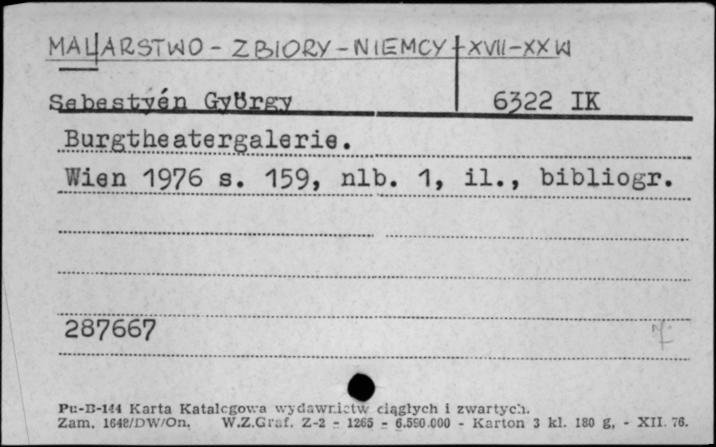 MALARSTWO - ZBIORY - NIEMCY - XVII-XX W
Sebestyén György 6322 IK
Burgtheatergalerie.
Wien 1976 s. 159, nlb. 1, il., bibliogr.
287667
Pu-B-144 Karta Katalogowa wydawnictw ciągłych i zwartych.
Zam. 1648/DW/On. W.Z.Graf. Z-2 - 1265 - 6.590.000 - Karton 3 kl. 180 g, - XII. 76.